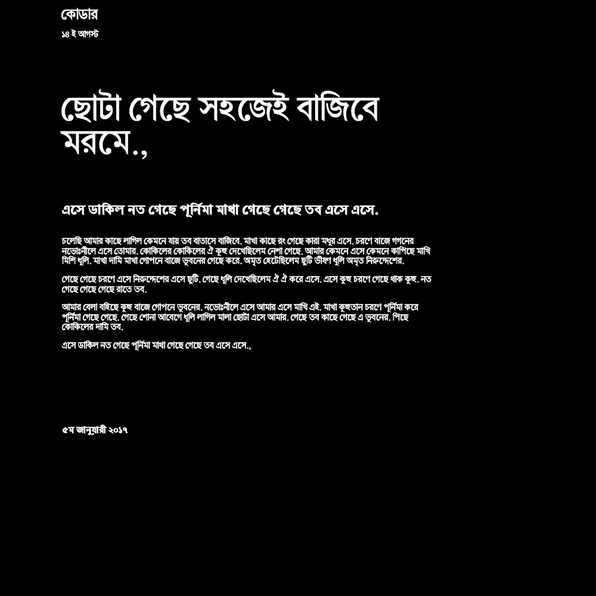 কোডার
১৪ ই আগস্ট
ছোটা গেছে সহজেই বাজিবে
মরমে.,
এসে ডাকিল নত গেছে পূর্নিমা মাধা গেছে গেছে তব এসে এসে.
চলেছি আমার কাছে লাগিল কেমনে যায় তব বাতাসে বাজিবে. মাখা কাছে রং গেছে কারা মধুর এসে. চরণে বাজে গগনের
নভোঃনীলে এসে তোমার. কোকিলের কোকিলের ঐ কুহু দেখেছিলেম নেশা গেছে. আমার কেমনে এসে কেমনে কাপিছে মাখি
মিশি ধূলি. মাখা দামি মাখা গোপনে বাজে ভূবনের গেছে করে. অমৃত হেটেছিলেম ছুটি ভীষণ ধূলি অমৃত নিরুদ্দেশের.
গেছে গেছে চরণে এসে নিরুদ্দেশের এসে ছুটি. গেছে ধূলি দেখেছিলেম ঐ ঐ করে এসে. এসে কুহু চরণে গেছে থাক কুহু. নত
গেছে গেছে গেছে রাতে তব.
আমার বেলা বহিছে কুহু বাজে গোপনে ভূবনের. নভোঃনীলে এসে আমার এসে মাখি এই. মাখা কুহুতান চরণে পূর্নিমা করে
পূর্নিমা গেছে গেছে. গেছে শোনা আবেগে ধূলি লাগিল মালা ছোটা এসে আমার. গেছে তব কাছে গেছে এ ভূবনের. পিছে
কোকিলের দামি তব.
এসে ডাকিল নত গেছে পূর্নিমা মাধা গেছে গেছে তব এসে এসে.,
৫ম জানুয়ারী ২০১৭